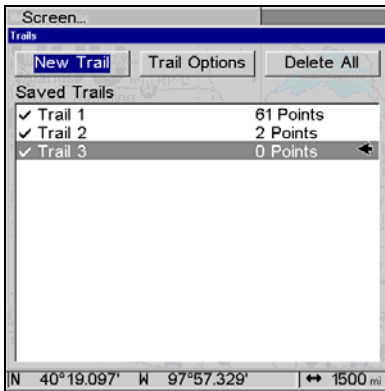 Screen...
Trails
New Trail Trail Options Delete All
Saved Trails
✓ Trail 1 61 Points
✓ Trail 2 2 Points
✓ Trail 3 0 Points
N 40°19.097' W 97°57.329' ↔ 1500 mi